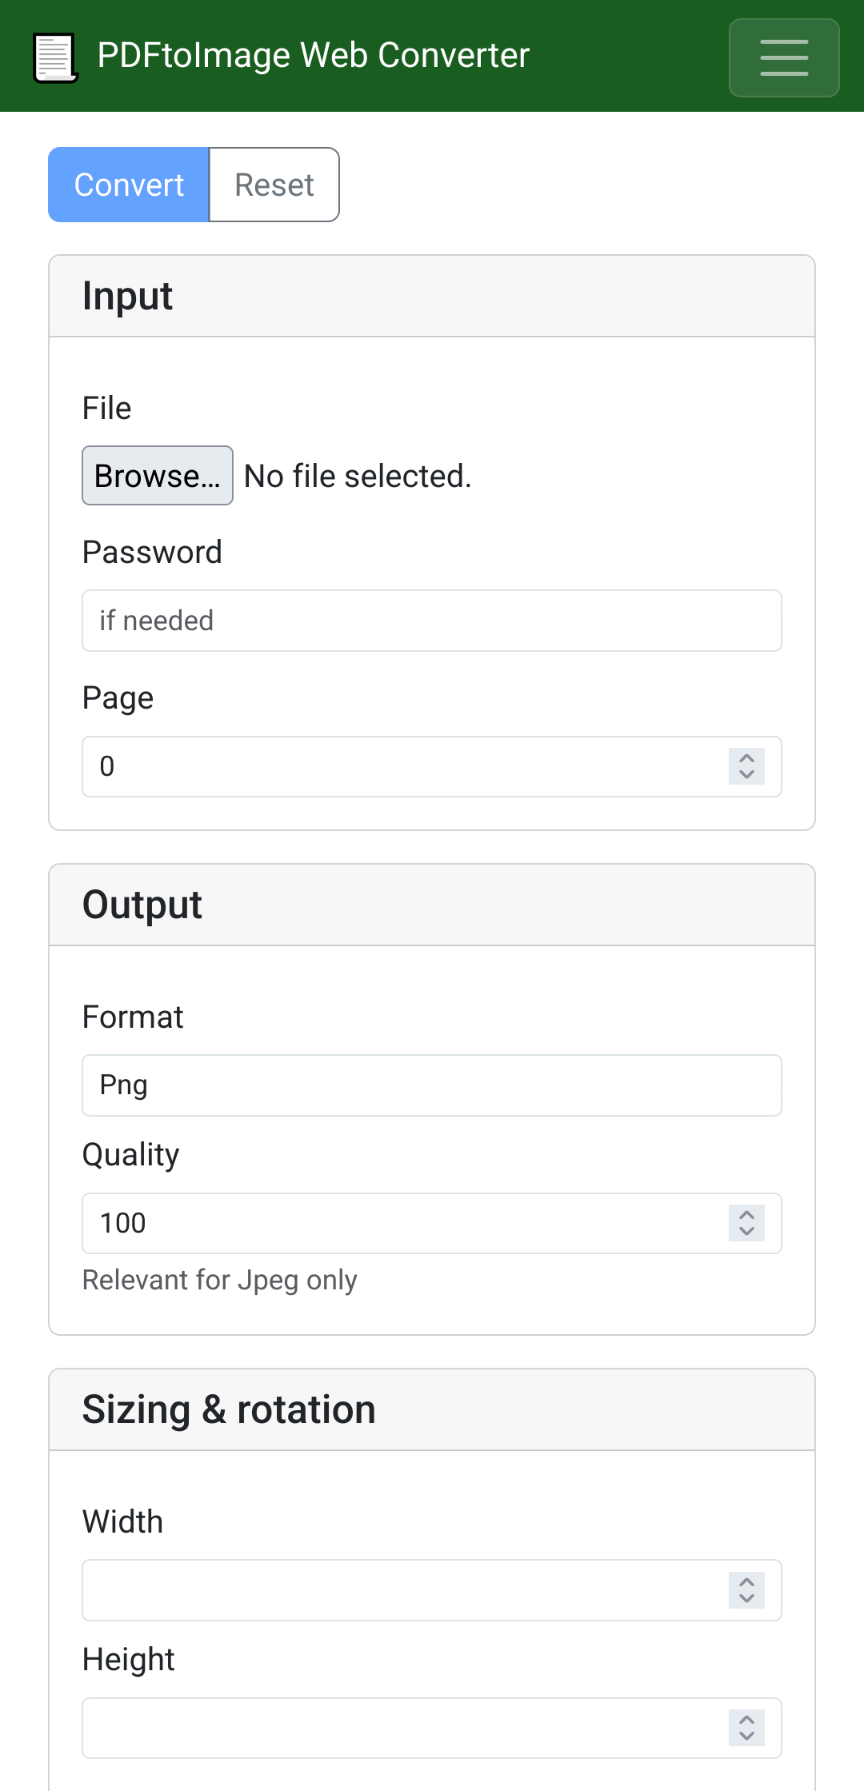 PDFtoImage Web Converter
Convert Reset
Input
File
Browse... No file selected.
Password
if needed
Page
0
Output
Format
Png
Quality
100
Relevant for Jpeg only
Sizing & rotation
Width
Height